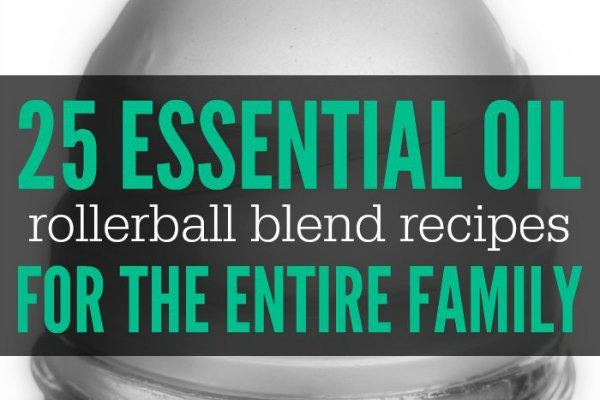 25 ESSENTIAL OIL
rollerball blend recipes
FOR THE ENTIRE FAMILY